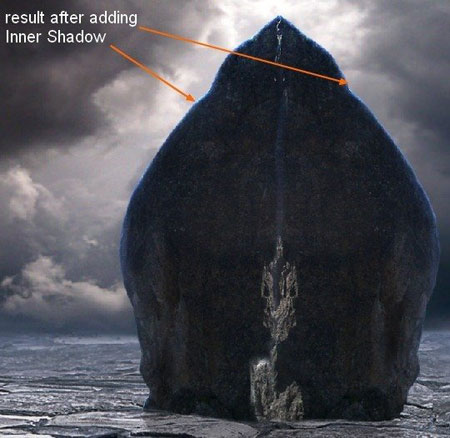 result after adding
Inner Shadow